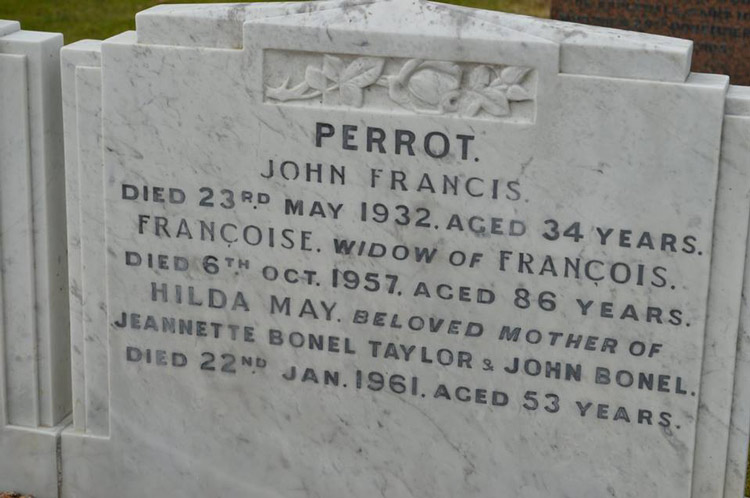 PERROT.
JOHN FRANCIS.
DIED 23RD MAY 1932. AGED 34 YEARS.
FRANÇOISE. WIDOW OF FRANÇOIS.
DIED 6TH OCT. 1957. AGED 86 YEARS.
HILDA MAY. BELOVED MOTHER OF
JEANNETTE BONEL TAYLOR & JOHN BONEL.
DIED 22ND JAN. 1961. AGED 53 YEARS.